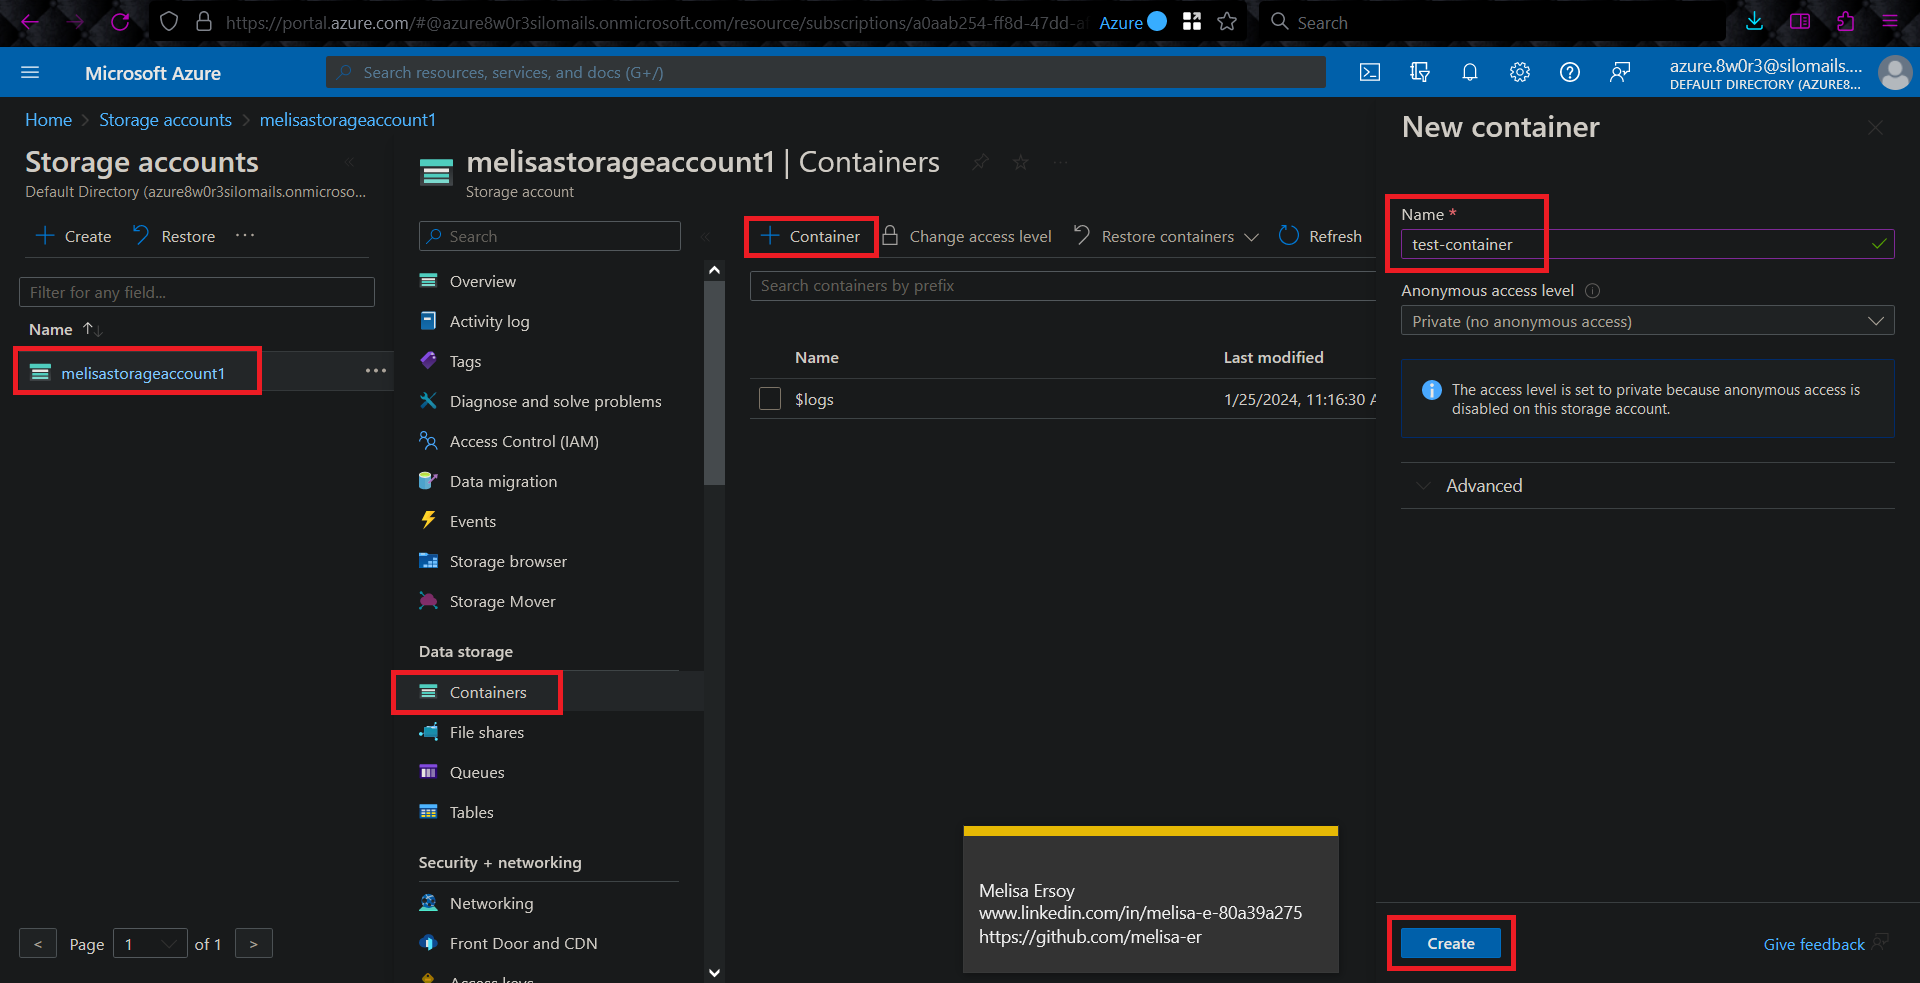 https://portal.azure.com/#@azure8w0r3silomails.onmicrosoft.com/resource/subscriptions/a0aab254-ff8d-47dd-a
Azure
Search
Microsoft Azure
Search resources, services, and docs (G+/)
azure.8w0r3@silomails....
DEFAULT DIRECTORY (AZURE8...
Home > Storage accounts > melisastorageaccount1
Storage accounts
Default Directory (azure8w0r3silomails.onmicroso...
Create
Restore
Filter for any field...
Name
melisastorageaccount1
< Page 1 of 1 >
melisastorageaccount1 | Containers
Storage account
Search
Overview
Activity log
Tags
Diagnose and solve problems
Access Control (IAM)
Data migration
Events
Storage browser
Storage Mover
Data storage
Containers
File shares
Queues
Tables
Security + networking
Networking
Front Door and CDN
Access keys
Container
Change access level
Restore containers
Refresh
Search containers by prefix
Name Last modified
$logs 1/25/2024, 11:16:30 A
Melisa Ersoy
www.linkedin.com/in/melisa-e-80a39a275
https://github.com/melisa-er
New container
Name *
test-container
Anonymous access level
Private (no anonymous access)
The access level is set to private because anonymous access is
disabled on this storage account.
Advanced
Create
Give feedback